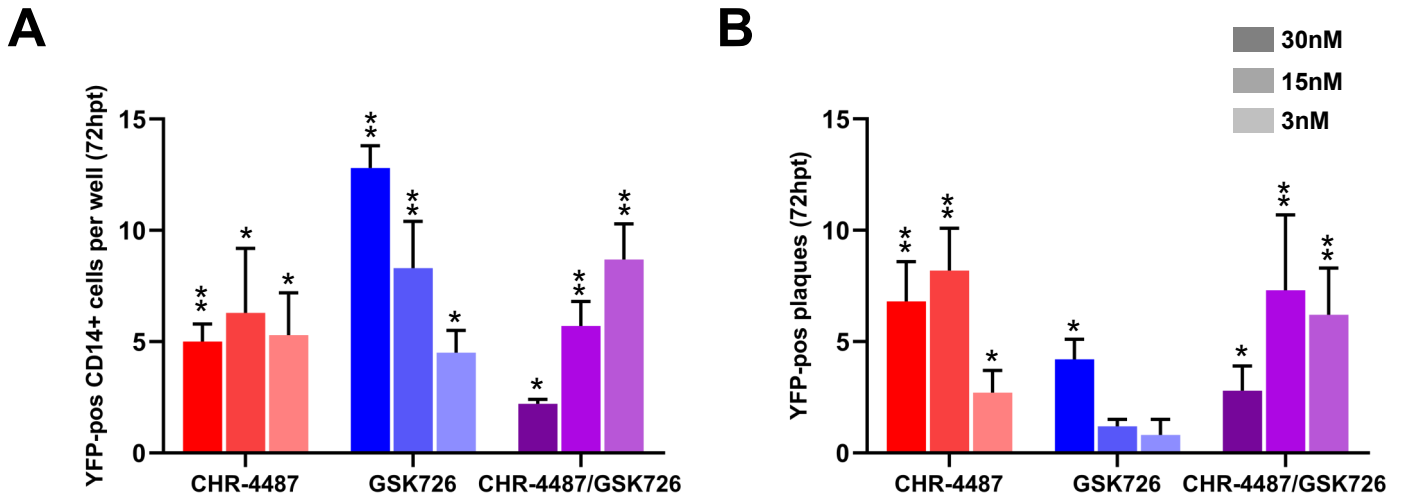 A
YFP-pos CD14+ cells per well (72hpt)
15
10
5
0
**
*
*
**
**
*
*
**
**
CHR-4487
GSK726
CHR-4487/GSK726
B
30nM
15nM
3nM
YFP-pos plaques (72hpt)
15
10
5
0
**
**
*
*
*
**
**
CHR-4487
GSK726
CHR-4487/GSK726